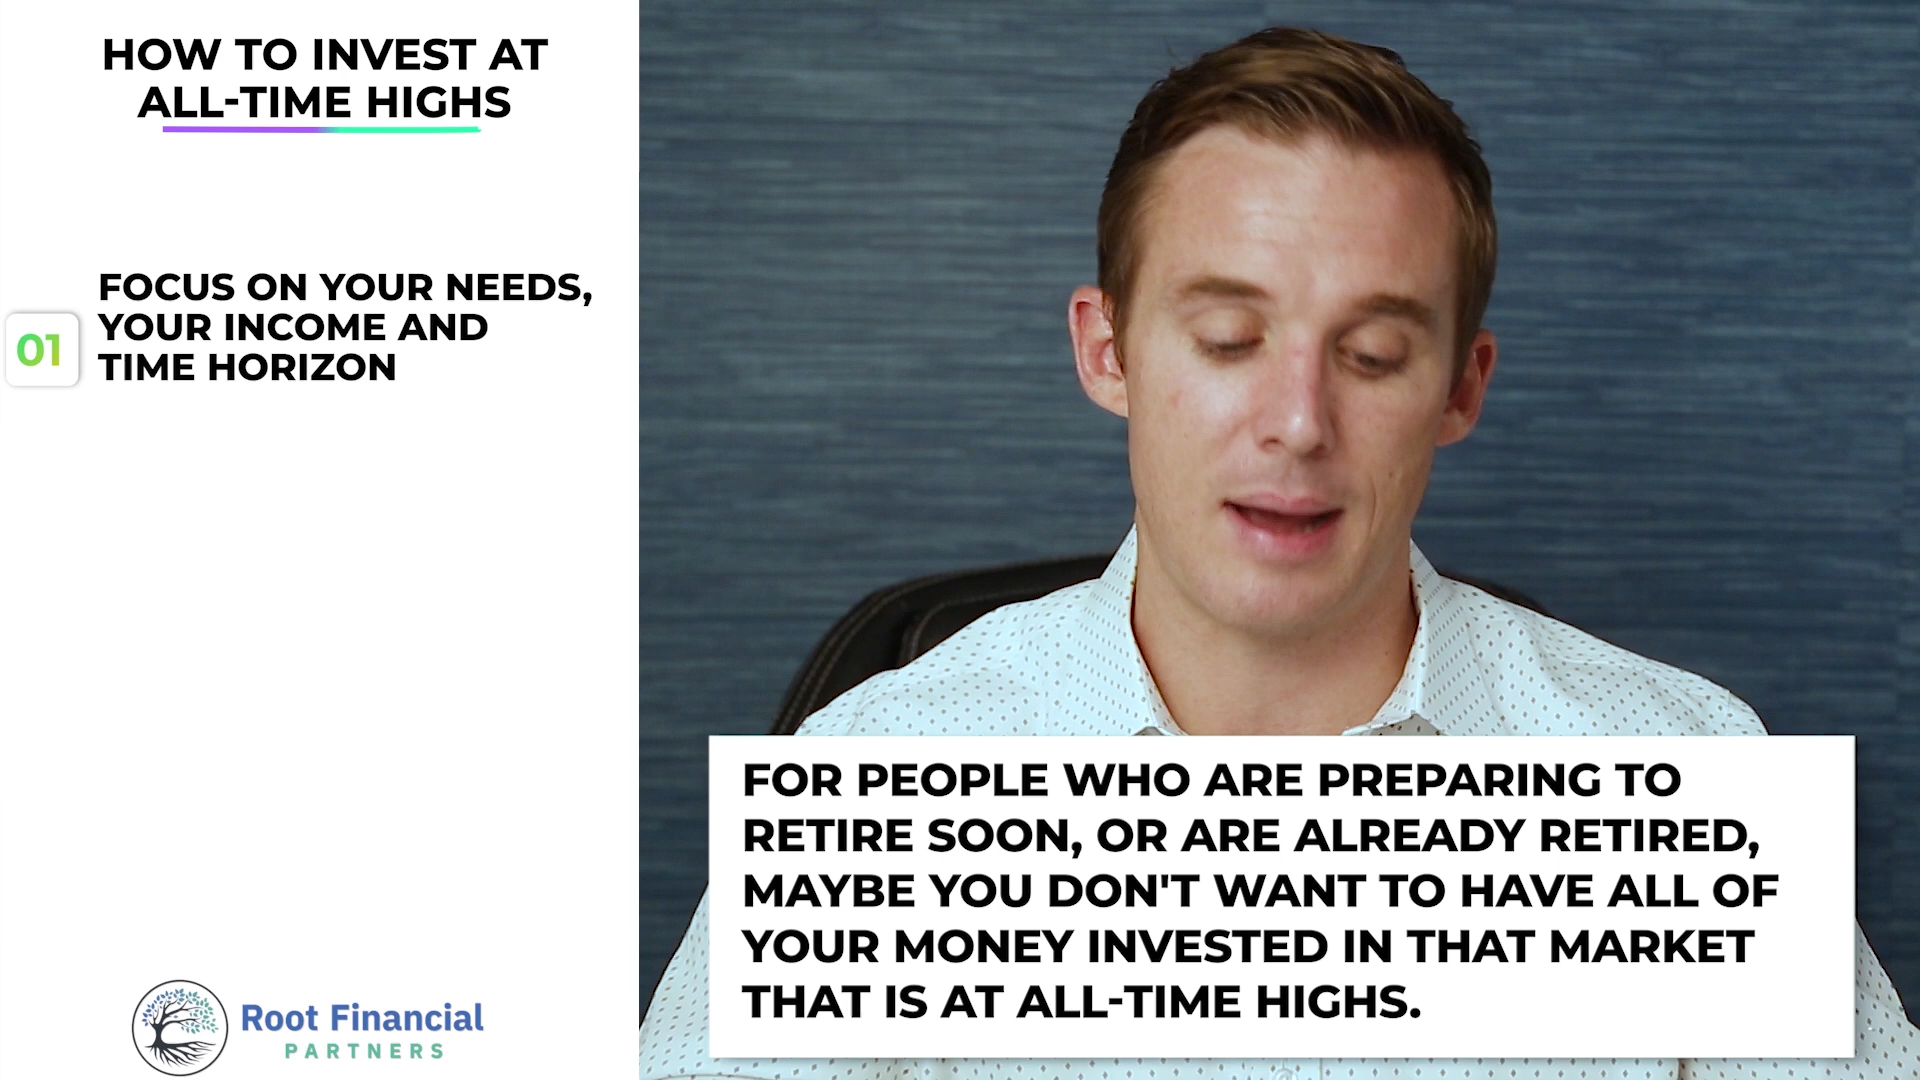 HOW TO INVEST AT
ALL-TIME HIGHS
01
FOCUS ON YOUR NEEDS,
YOUR INCOME AND
TIME HORIZON
FOR PEOPLE WHO ARE PREPARING TO
RETIRE SOON, OR ARE ALREADY RETIRED,
MAYBE YOU DON'T WANT TO HAVE ALL OF
YOUR MONEY INVESTED IN THAT MARKET
THAT IS AT ALL-TIME HIGHS.
Root Financial
PARTNERS